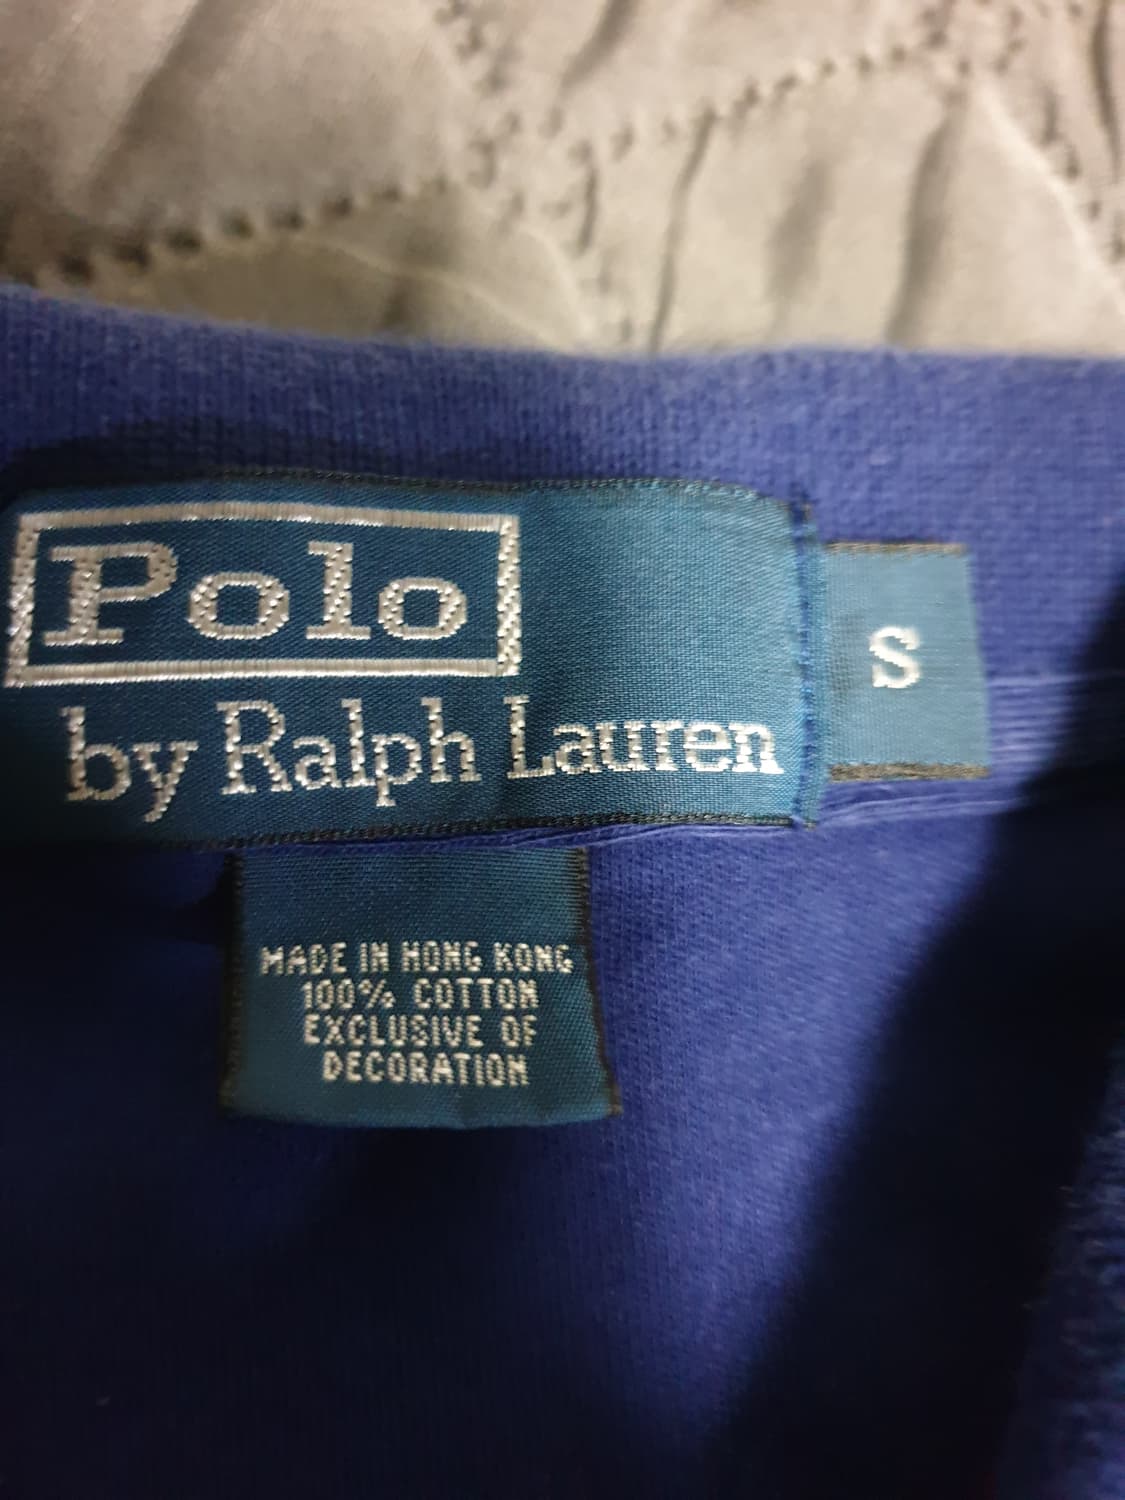 Polo
by Ralph Lauren
S
MADE IN HONG KONG
100% COTTON
EXCLUSIVE OF
DECORATION